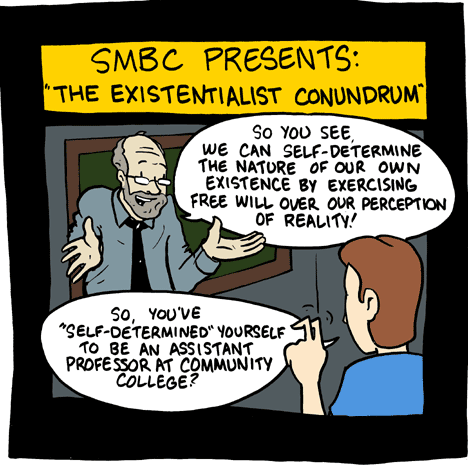 SMBC PRESENTS:
"THE EXISTENTIALIST CONUNDRUM"
SO YOU SEE,
WE CAN SELF-DETERMINE
THE NATURE OF OUR OWN
EXISTENCE BY EXERCISING
FREE WILL OVER OUR PERCEPTION
OF REALITY!
SO, YOU'VE
"SELF-DETERMINED" YOURSELF
TO BE AN ASSISTANT
PROFESSOR AT COMMUNITY
COLLEGE?